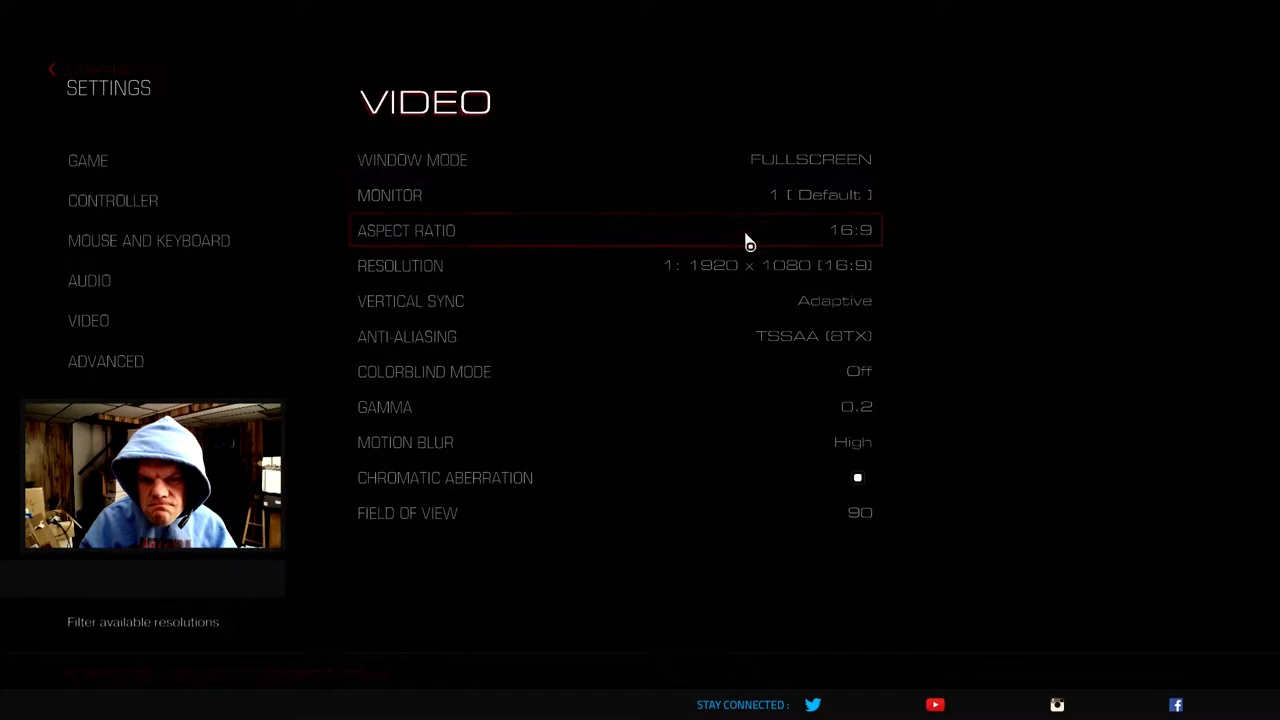 SETTINGS
GAME
CONTROLLER
MOUSE AND KEYBOARD
AUDIO
VIDEO
ADVANCED
VIDEO
WINDOW MODE FULLSCREEN
MONITOR 1 [ Default ]
ASPECT RATIO 16:9
RESOLUTION 1: 1920 x 1080 [16:9]
VERTICAL SYNC Adaptive
ANTI-ALIASING TSSAA (8TX)
COLORBLIND MODE Off
GAMMA 0.2
MOTION BLUR High
CHROMATIC ABERRATION
FIELD OF VIEW 90
Filter available resolutions
STAY CONNECTED :